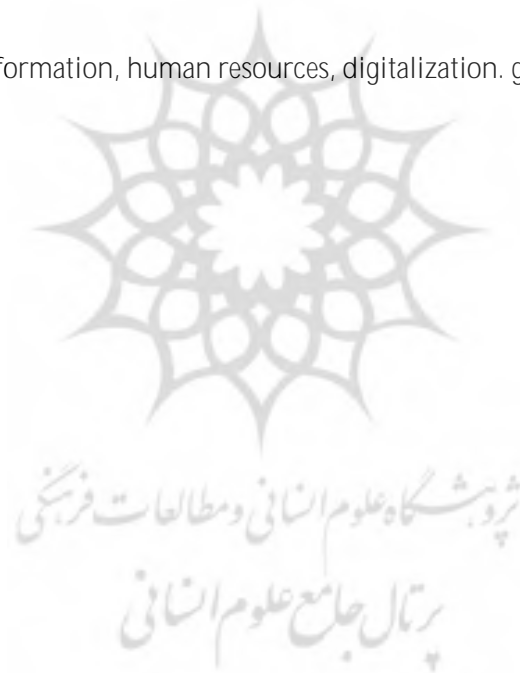 formation, human resources, digitalization. g
پژوهشگاه علوم انسانی و مطالعات فرهنگی
پرتال جامع علوم انسانی